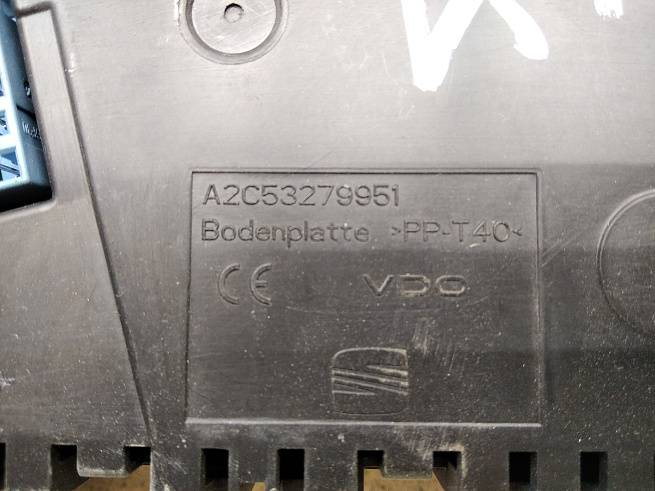 A2C53279951
Bodenplatte >PP-T40<
CE VDO